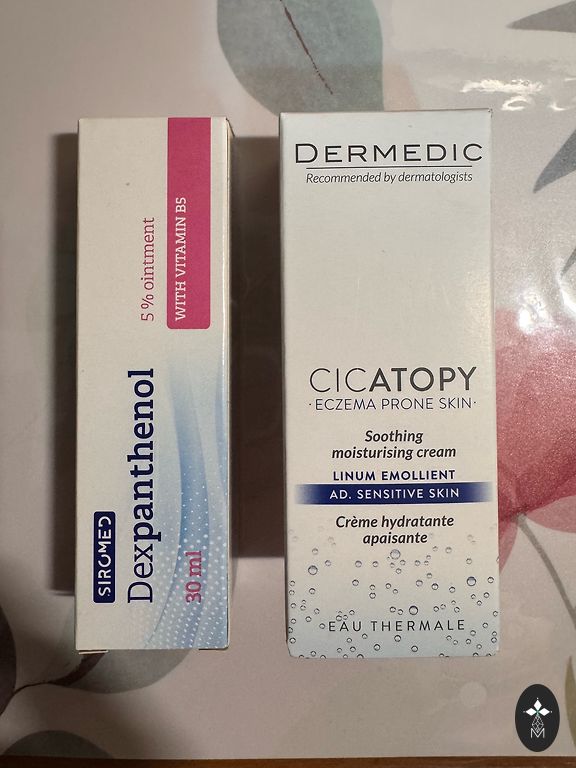 SIROMED
Dexpanthenol
30 ml
5 % ointment
WITH VITAMIN B5
DERMEDIC
Recommended by dermatologists
CICATOPY
·ECZEMA PRONE SKIN·
Soothing
moisturising cream
LINUM EMOLLIENT
AD. SENSITIVE SKIN
Crème hydratante
apaisante
EAU THERMALE